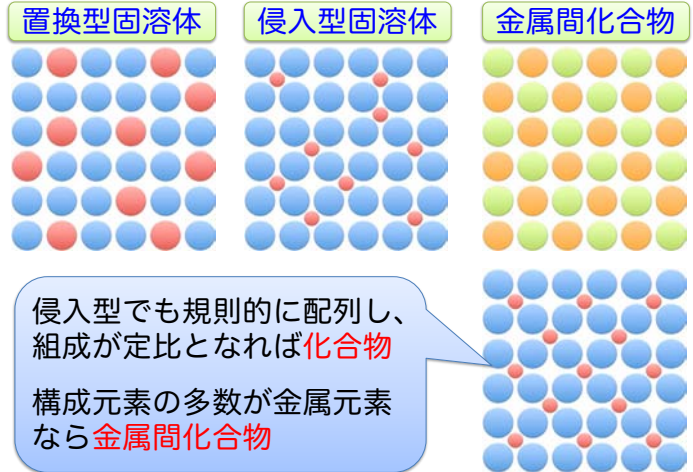 置換型固溶体
侵入型固溶体
金属間化合物
侵入型でも規則的に配列し、
組成が定比となれば化合物
構成元素の多数が金属元素
なら金属間化合物